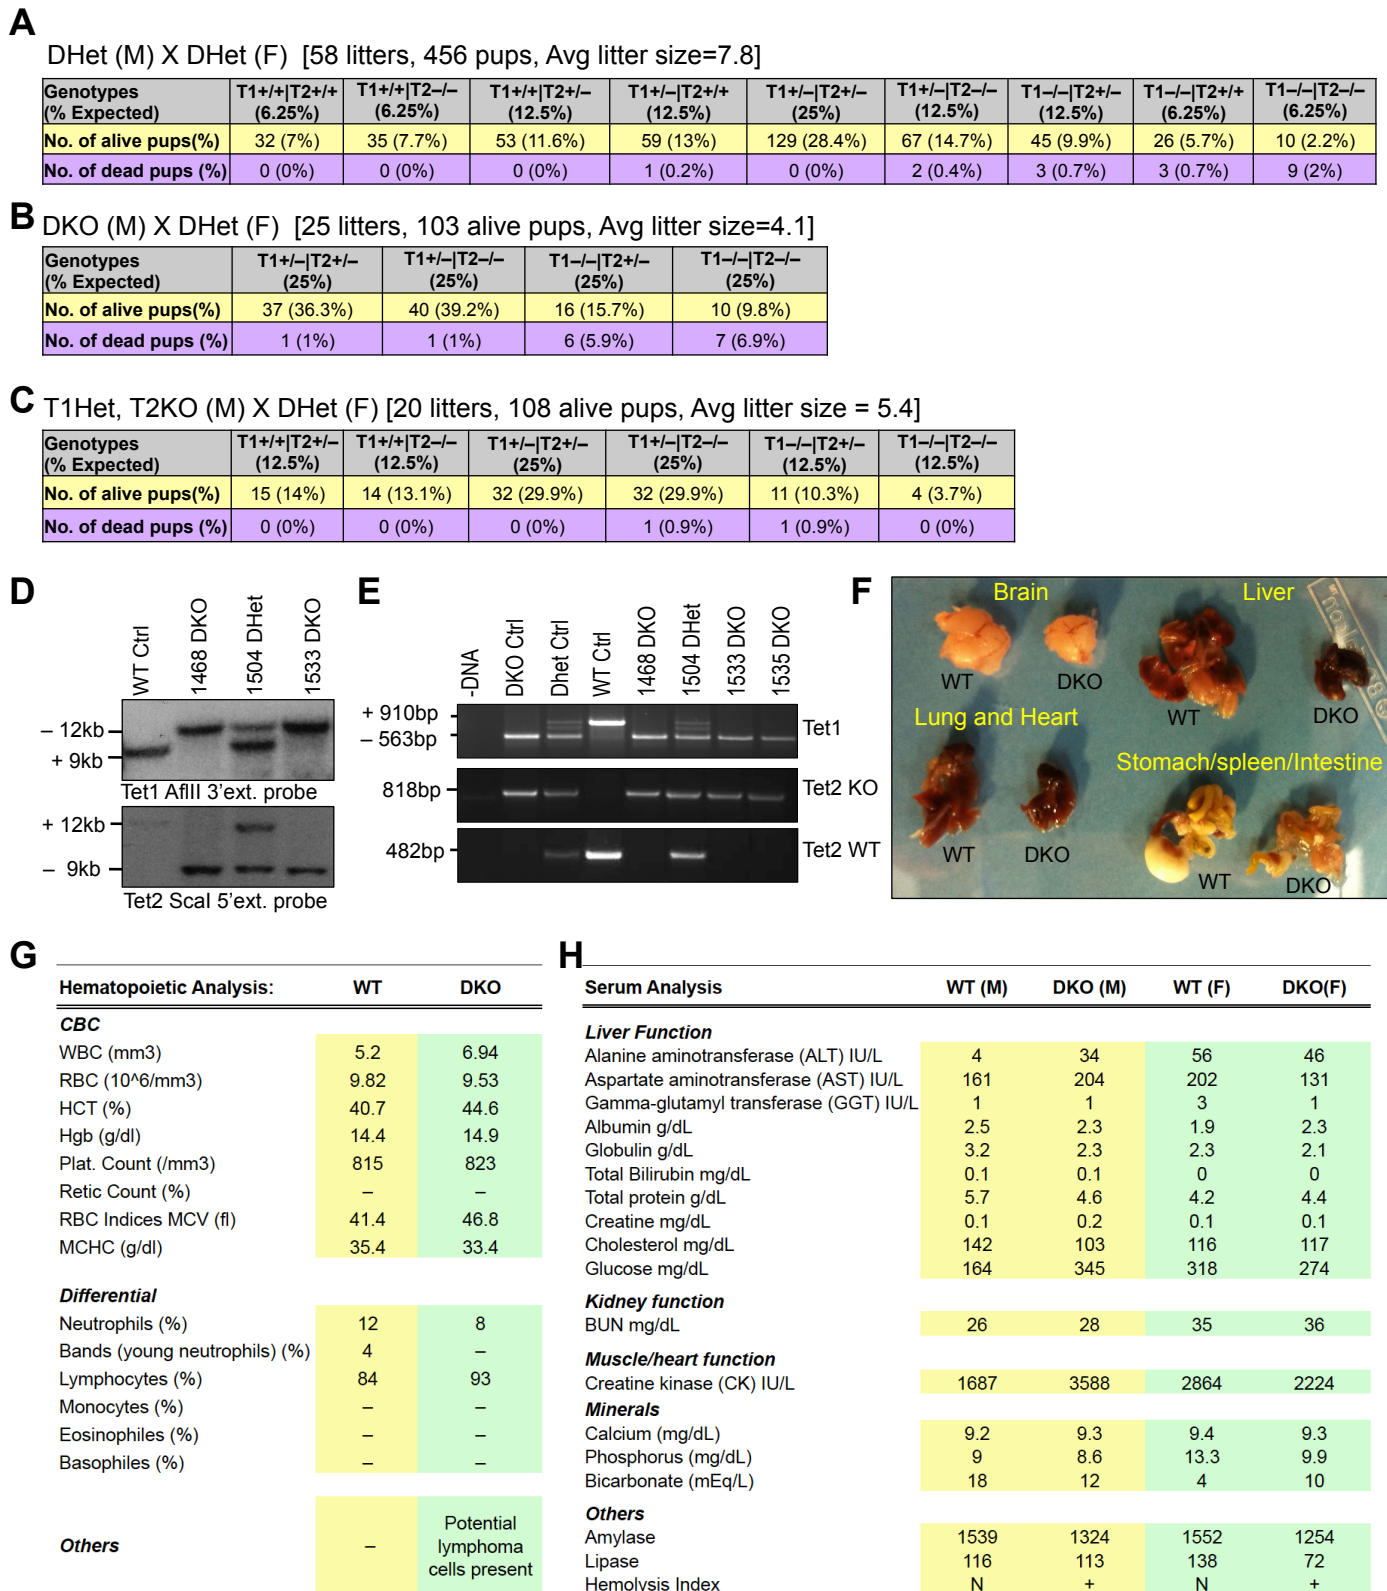 A
DHet (M) X DHet (F) [58 litters, 456 pups, Avg litter size=7.8]
Genotypes (% Expected) T1+/+|T2+/+ (6.25%) T1+/+|T2–/– (6.25%) T1+/+|T2+/– (12.5%) T1+/–|T2+/+ (12.5%) T1+/–|T2+/– (25%) T1+/–|T2–/– (12.5%) T1–/–|T2+/– (12.5%) T1–/–|T2+/+ (6.25%) T1–/–|T2–/– (6.25%)
No. of alive pups(%) 32 (7%) 35 (7.7%) 53 (11.6%) 59 (13%) 129 (28.4%) 67 (14.7%) 45 (9.9%) 26 (5.7%) 10 (2.2%)
No. of dead pups (%) 0 (0%) 0 (0%) 0 (0%) 1 (0.2%) 0 (0%) 2 (0.4%) 3 (0.7%) 3 (0.7%) 9 (2%)
B
DKO (M) X DHet (F) [25 litters, 103 alive pups, Avg litter size=4.1]
Genotypes (% Expected) T1+/–|T2+/– (25%) T1+/–|T2–/– (25%) T1–/–|T2+/– (25%) T1–/–|T2–/– (25%)
No. of alive pups(%) 37 (36.3%) 40 (39.2%) 16 (15.7%) 10 (9.8%)
No. of dead pups (%) 1 (1%) 1 (1%) 6 (5.9%) 7 (6.9%)
C
T1Het, T2KO (M) X DHet (F) [20 litters, 108 alive pups, Avg litter size = 5.4]
Genotypes (% Expected) T1+/+|T2+/– (12.5%) T1+/+|T2–/– (12.5%) T1+/–|T2+/– (25%) T1+/–|T2–/– (25%) T1–/–|T2+/– (12.5%) T1–/–|T2–/– (12.5%)
No. of alive pups(%) 15 (14%) 14 (13.1%) 32 (29.9%) 32 (29.9%) 11 (10.3%) 4 (3.7%)
No. of dead pups (%) 0 (0%) 0 (0%) 0 (0%) 1 (0.9%) 1 (0.9%) 0 (0%)
D
WT Ctrl 1468 DKO 1504 DHet 1533 DKO
– 12kb
+ 9kb
Tet1 AflII 3'ext. probe
+ 12kb
– 9kb
Tet2 ScaI 5'ext. probe
E
-DNA DKO Ctrl Dhet Ctrl WT Ctrl 1468 DKO 1504 DHet 1533 DKO 1535 DKO
+ 910bp
– 563bp
Tet1
818bp
Tet2 KO
482bp
Tet2 WT
F
Brain Liver
WT DKO WT DKO
Lung and Heart
Stomach/spleen/Intestine
WT DKO WT DKO
G
Hematopoietic Analysis: WT DKO
CBC
WBC (mm3) 5.2 6.94
RBC (10^6/mm3) 9.82 9.53
HCT (%) 40.7 44.6
Hgb (g/dl) 14.4 14.9
Plat. Count (/mm3) 815 823
Retic Count (%) – –
RBC Indices MCV (fl) 41.4 46.8
MCHC (g/dl) 35.4 33.4
Differential
Neutrophils (%) 12 8
Bands (young neutrophils) (%) 4 –
Lymphocytes (%) 84 93
Monocytes (%) – –
Eosinophiles (%) – –
Basophiles (%) – –
Others – Potential lymphoma cells present
H
Serum Analysis WT (M) DKO (M) WT (F) DKO(F)
Liver Function
Alanine aminotransferase (ALT) IU/L 4 34 56 46
Aspartate aminotransferase (AST) IU/L 161 204 202 131
Gamma-glutamyl transferase (GGT) IU/L 1 1 3 1
Albumin g/dL 2.5 2.3 1.9 2.3
Globulin g/dL 3.2 2.3 2.3 2.1
Total Bilirubin mg/dL 0.1 0.1 0 0
Total protein g/dL 5.7 4.6 4.2 4.4
Creatine mg/dL 0.1 0.2 0.1 0.1
Cholesterol mg/dL 142 103 116 117
Glucose mg/dL 164 345 318 274
Kidney function
BUN mg/dL 26 28 35 36
Muscle/heart function
Creatine kinase (CK) IU/L 1687 3588 2864 2224
Minerals
Calcium (mg/dL) 9.2 9.3 9.4 9.3
Phosphorus (mg/dL) 9 8.6 13.3 9.9
Bicarbonate (mEq/L) 18 12 4 10
Others
Amylase 1539 1324 1552 1254
Lipase 116 113 138 72
Hemolysis Index N + N +